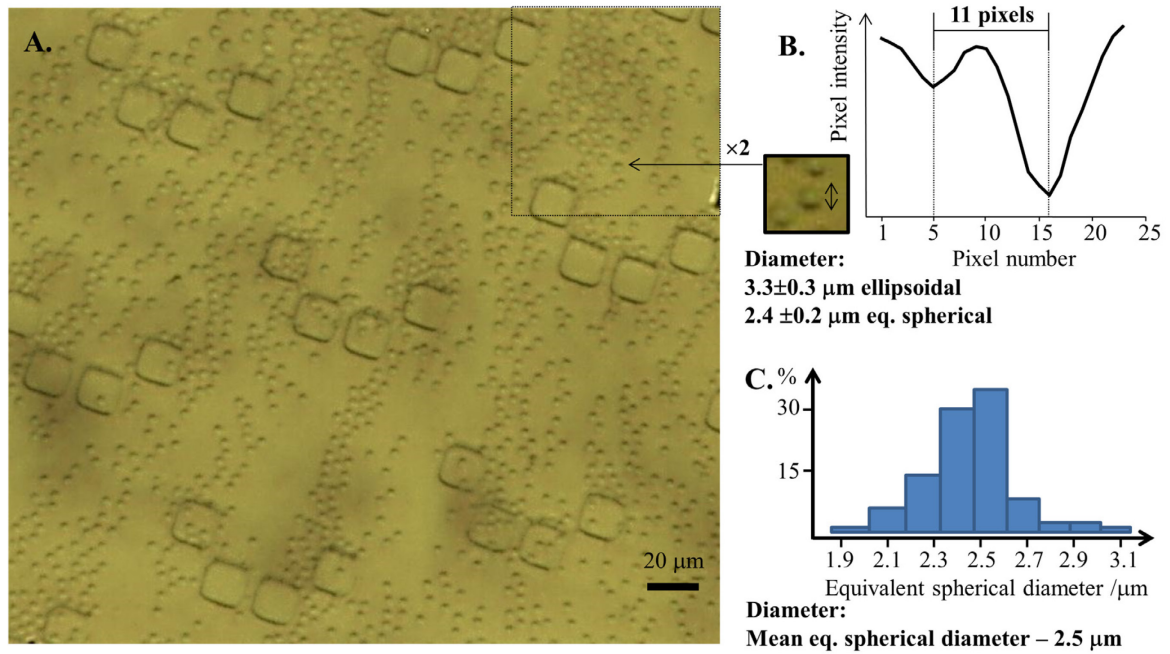 A.
20 μm
×2
B.
11 pixels
Pixel intensity
1 5 10 15 20 25
Pixel number
Diameter:
3.3±0.3 μm ellipsoidal
2.4 ±0.2 μm eq. spherical
C.
%
30
15
1.9 2.1 2.3 2.5 2.7 2.9 3.1
Equivalent spherical diameter /μm
Diameter:
Mean eq. spherical diameter – 2.5 μm